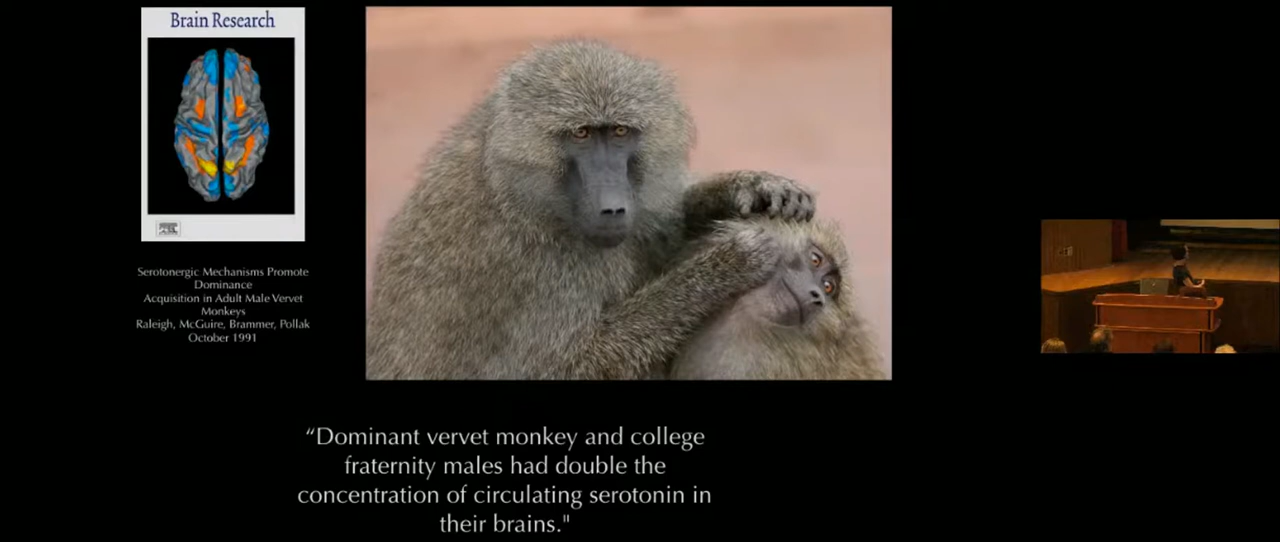 Brain Research
Serotonergic Mechanisms Promote
Dominance
Acquisition in Adult Male Vervet
Monkeys
Raleigh, McGuire, Brammer, Pollak
October 1991
“Dominant vervet monkey and college
fraternity males had double the
concentration of circulating serotonin in
their brains."